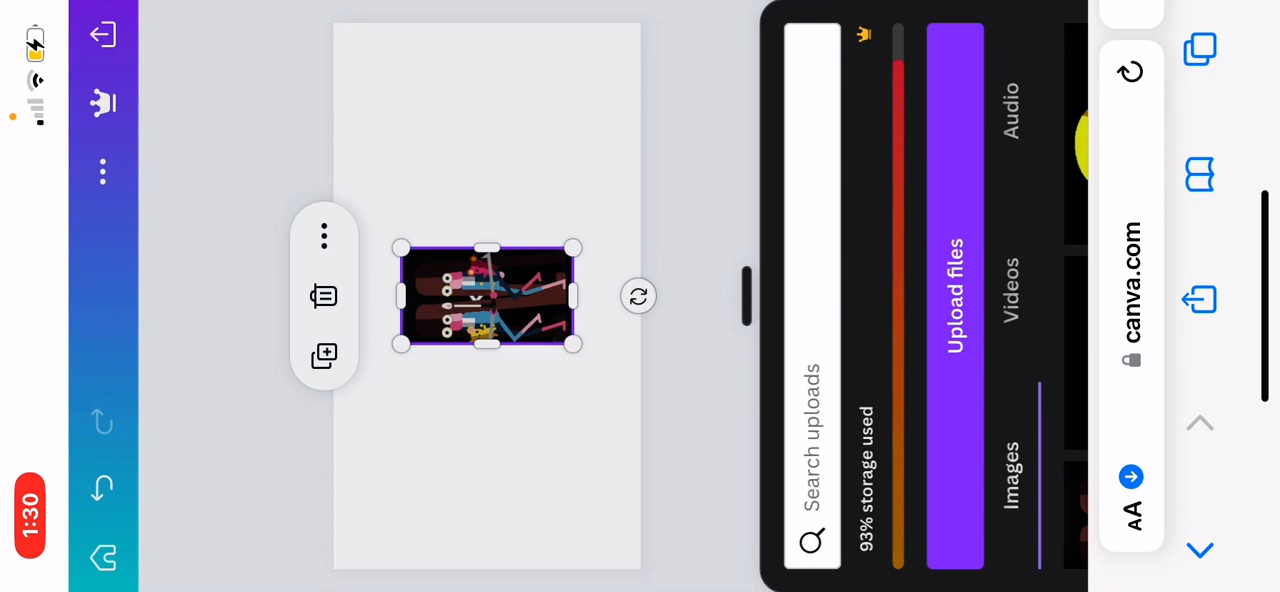 1:30
Search uploads
93% storage used
Upload files
Images Videos Audio
AA canva.com